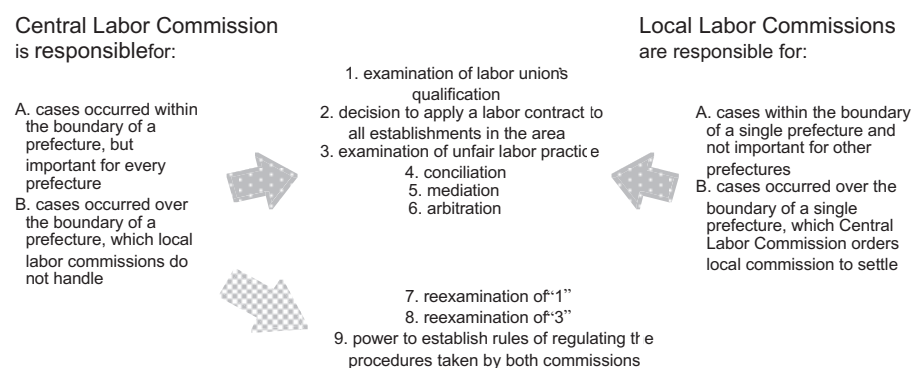 Central Labor Commission
is responsiblefor:
A. cases occurred within
the boundary of a
prefecture, but
important for every
prefecture
B. cases occurred over
the boundary of a
prefecture, which local
labor commissions do
not handle
1. examination of labor union's
qualification
2. decision to apply a labor contract to
all establishments in the area
3. examination of unfair labor practice
4. conciliation
5. mediation
6. arbitration
7. reexamination of“1”
8. reexamination of“3”
9. power to establish rules of regulating the
procedures taken by both commissions
Local Labor Commissions
are responsible for:
A. cases within the boundary
of a single prefecture and
not important for other
prefectures
B. cases occurred over the
boundary of a single
prefecture, which Central
Labor Commission orders
local commission to settle